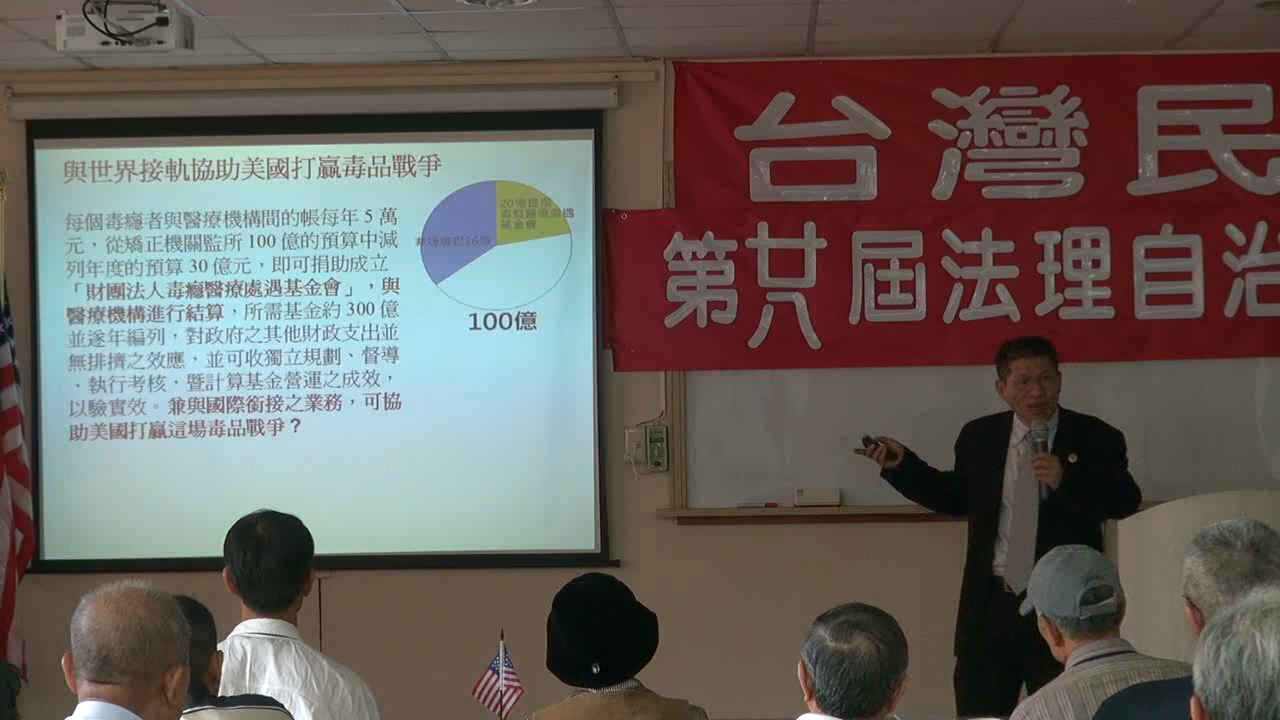 台灣民
第廿八屆法理自治
與世界接軌協助美國打贏毒品戰爭
每個毒癮者與醫療機構間的帳每年 5 萬
元，從矯正機關監所 100 億的預算中減
列年度的預算 30 億元，即可捐助成立
「財團法人毒癮醫療處遇基金會」，與
醫療機構進行結算，所需基金約 300 億
並逐年編列，對政府之其他財政支出並
無排擠之效應，並可收獨立規劃、督導
、執行考核．暨計算基金營運之成效，
以驗實效。兼與國際銜接之業務，可協
助美國打贏這場毒品戰爭？
基金會
100億